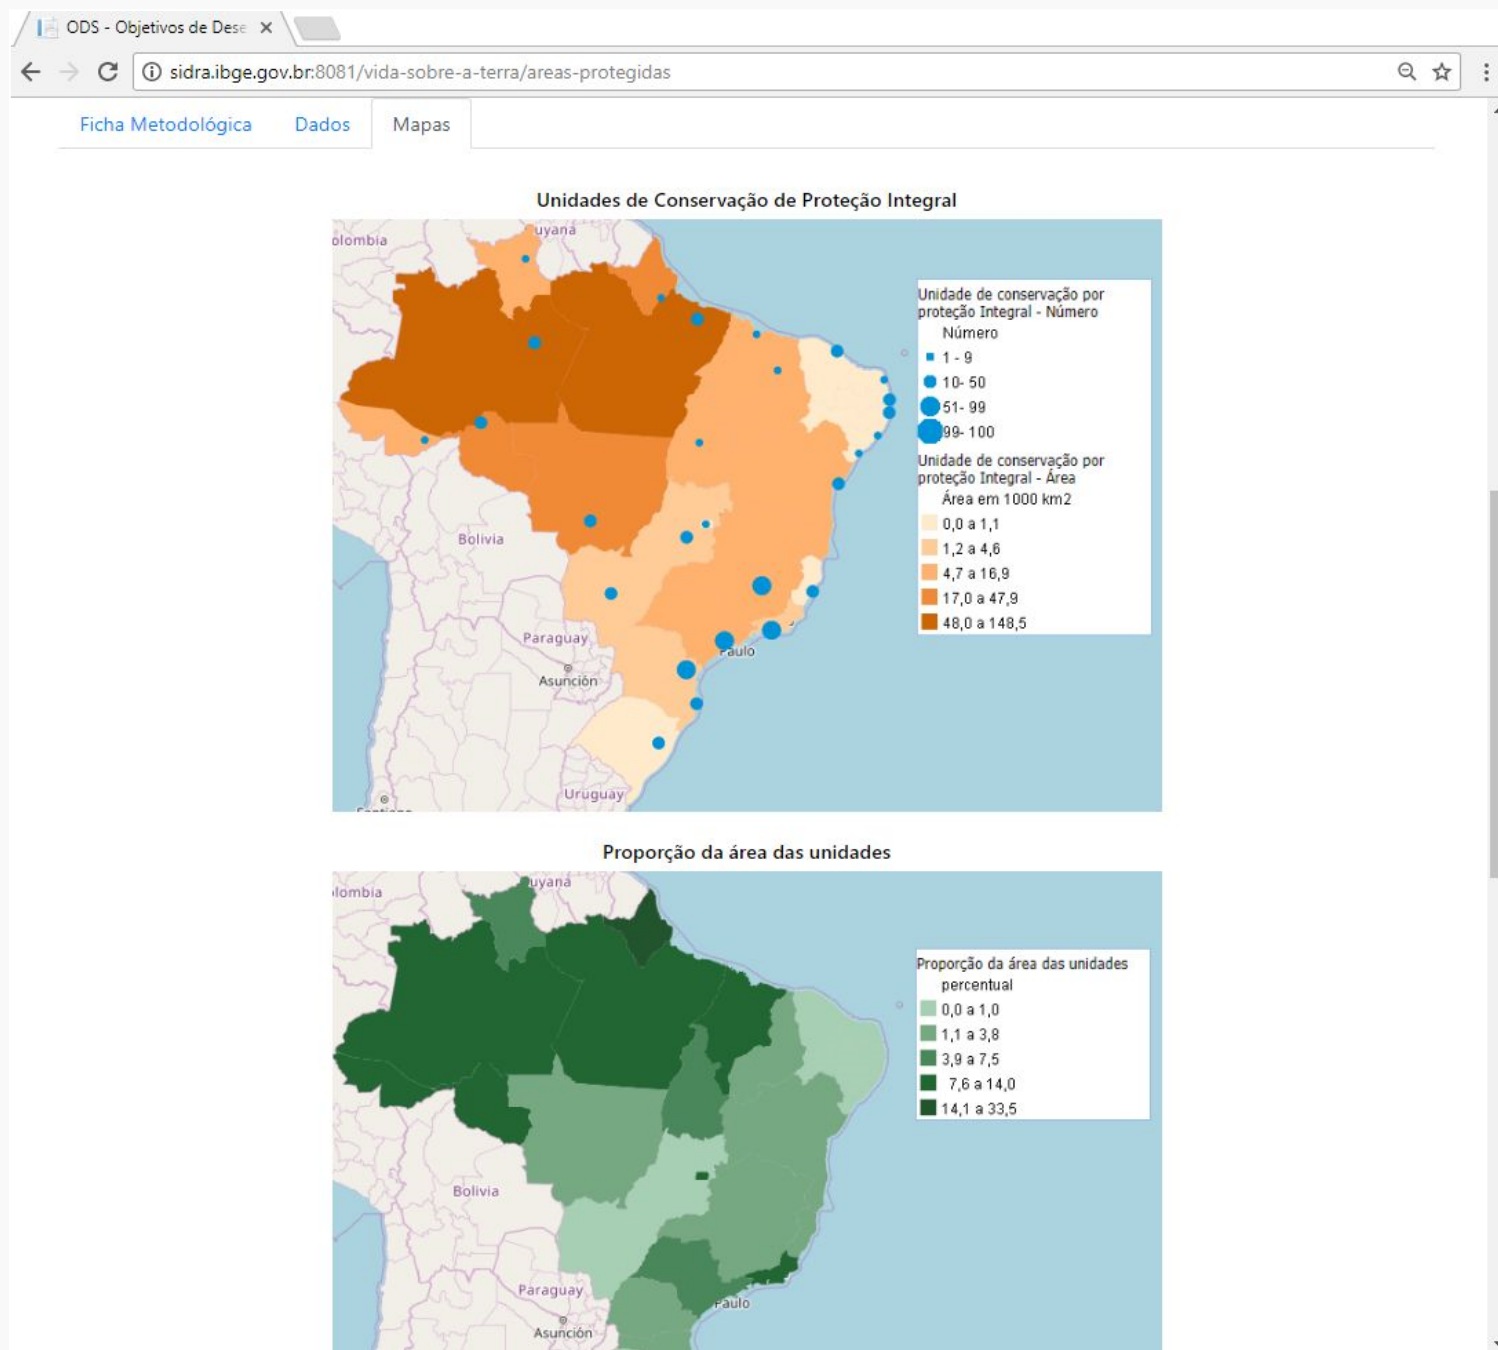 ODS - Objetivos de Dese
sidra.ibge.gov.br:8081/vida-sobre-a-terra/areas-protegidas
Ficha Metodológica
Dados
Mapas
Unidades de Conservação de Proteção Integral
olombia
uyana
Bolivia
Paraguay
Asunción
Paulo
Uruguay
Unidade de conservação por
proteção Integral - Número
Número
1 - 9
10- 50
51- 99
99- 100
Unidade de conservação por
proteção Integral - Área
Área em 1000 km2
0,0 a 1,1
1,2 a 4,6
4,7 a 16,9
17,0 a 47,9
48,0 a 148,5
Proporção da área das unidades
lombia
uyana
Bolivia
Paraguay
Asunción
Paulo
Proporção da área das unidades
percentual
0,0 a 1,0
1,1 a 3,8
3,9 a 7,5
7,6 a 14,0
14,1 a 33,5